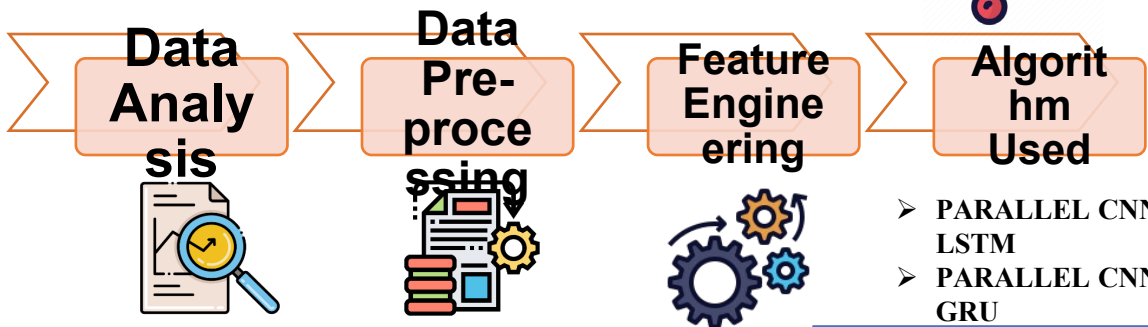 Data
Analy
sis
Data
Pre-
proce
ssing
Feature
Engine
ering
Algorit
hm
Used
➢ PARALLEL CNN
LSTM
➢ PARALLEL CNN
GRU